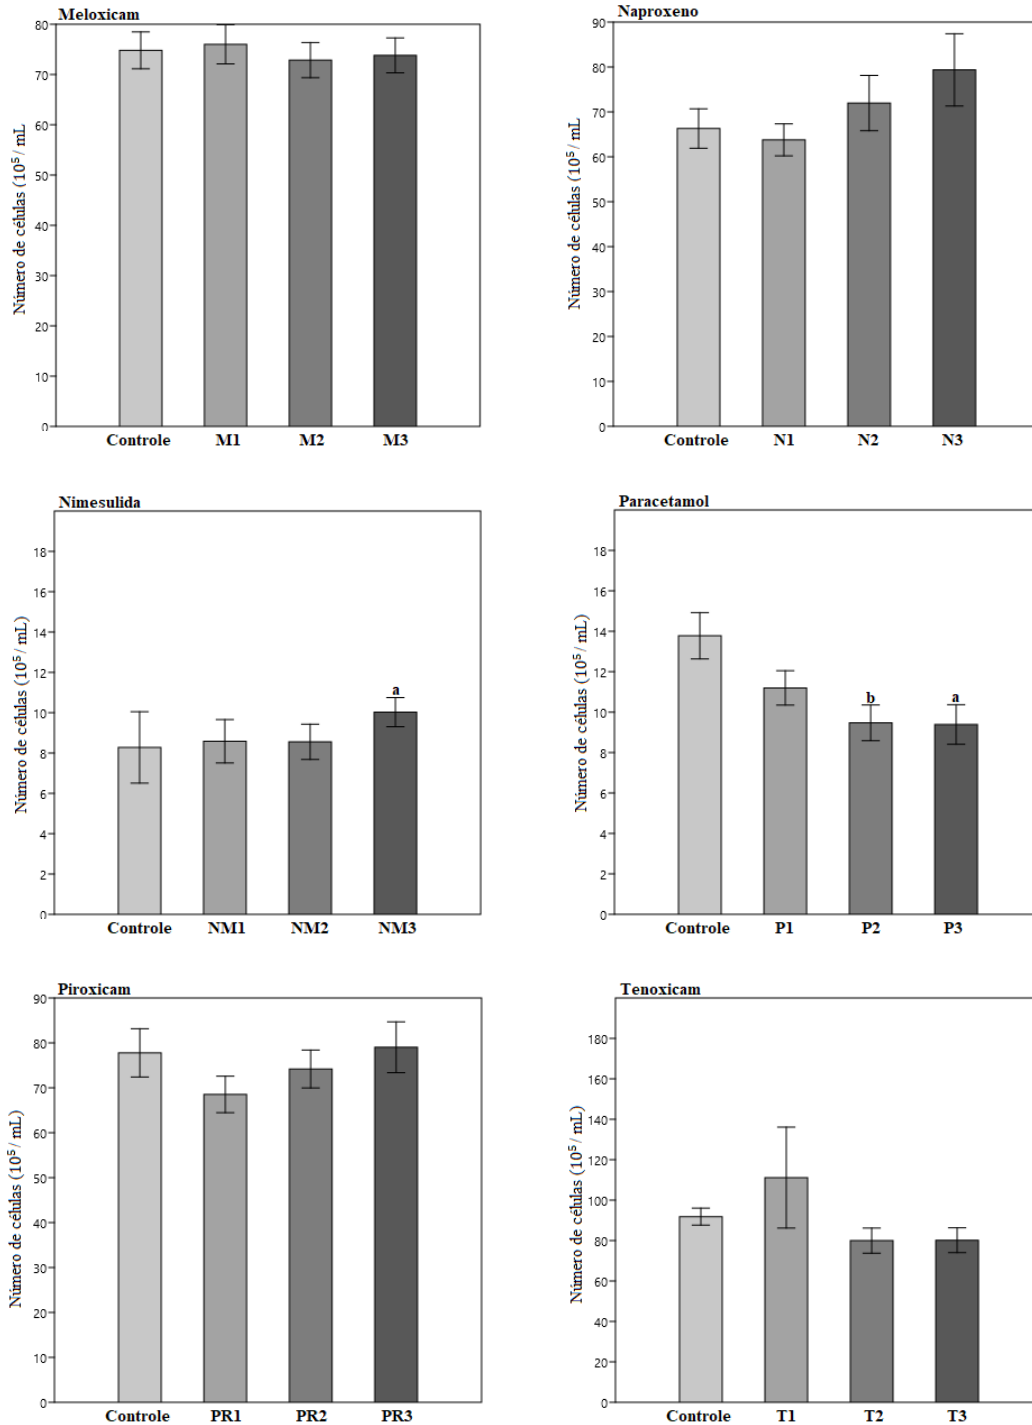 Meloxicam
Número de células (10⁵/ mL)
80
70
60
50
40
30
20
10
0
Controle M1 M2 M3
Naproxeno
Número de células (10⁵/ mL
90
80
70
60
50
40
30
20
10
0
Controle N1 N2 N3
Nimesulida
Número de células (10⁵/ mL)
18
16
14
12
10
8
6
4
2
0
a
Controle NM1 NM2 NM3
Paracetamol
Número de células (10⁵/ mL)
18
16
14
12
10
8
6
4
2
0
b a
Controle P1 P2 P3
Piroxicam
Número de células (10⁵/ mL)
90
80
70
60
50
40
30
20
10
0
Controle PR1 PR2 PR3
Tenoxicam
Número de células (10⁵/ mL)
180
160
140
120
100
80
60
40
20
0
Controle T1 T2 T3